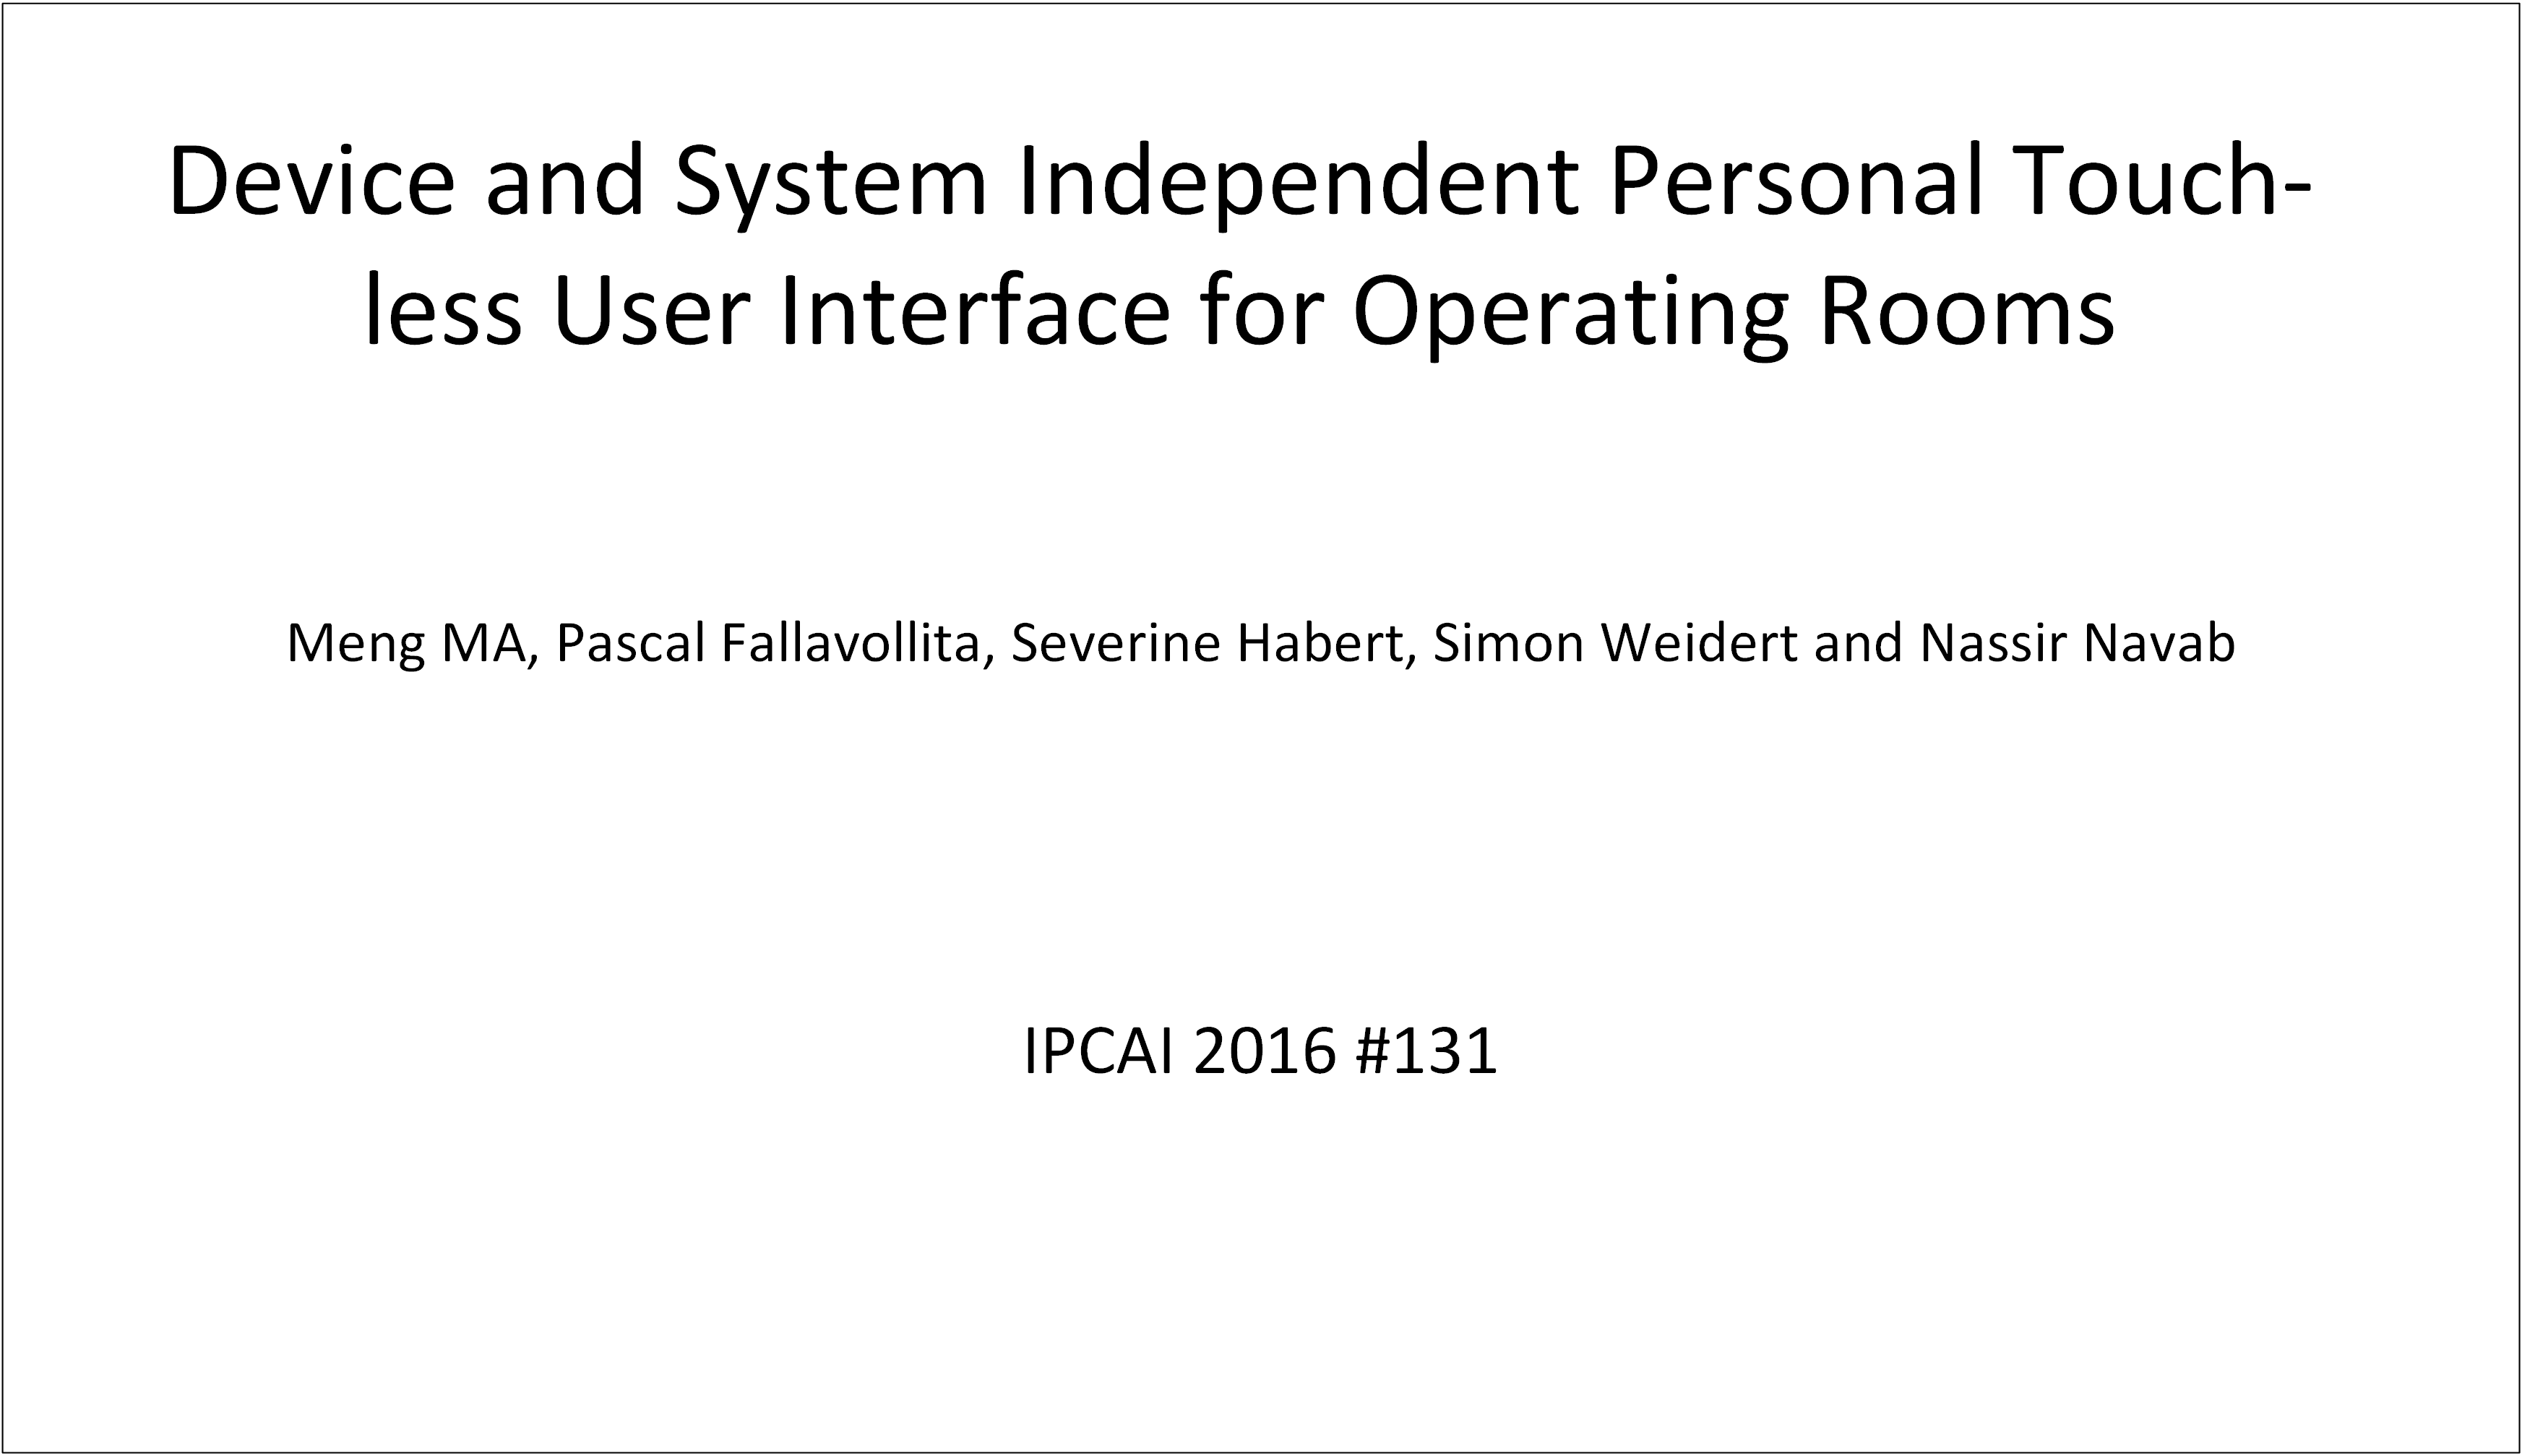 Device and System Independent Personal Touch-
less User Interface for Operating Rooms
Meng MA, Pascal Fallavollita, Severine Habert, Simon Weidert and Nassir Navab
IPCAI 2016 #131